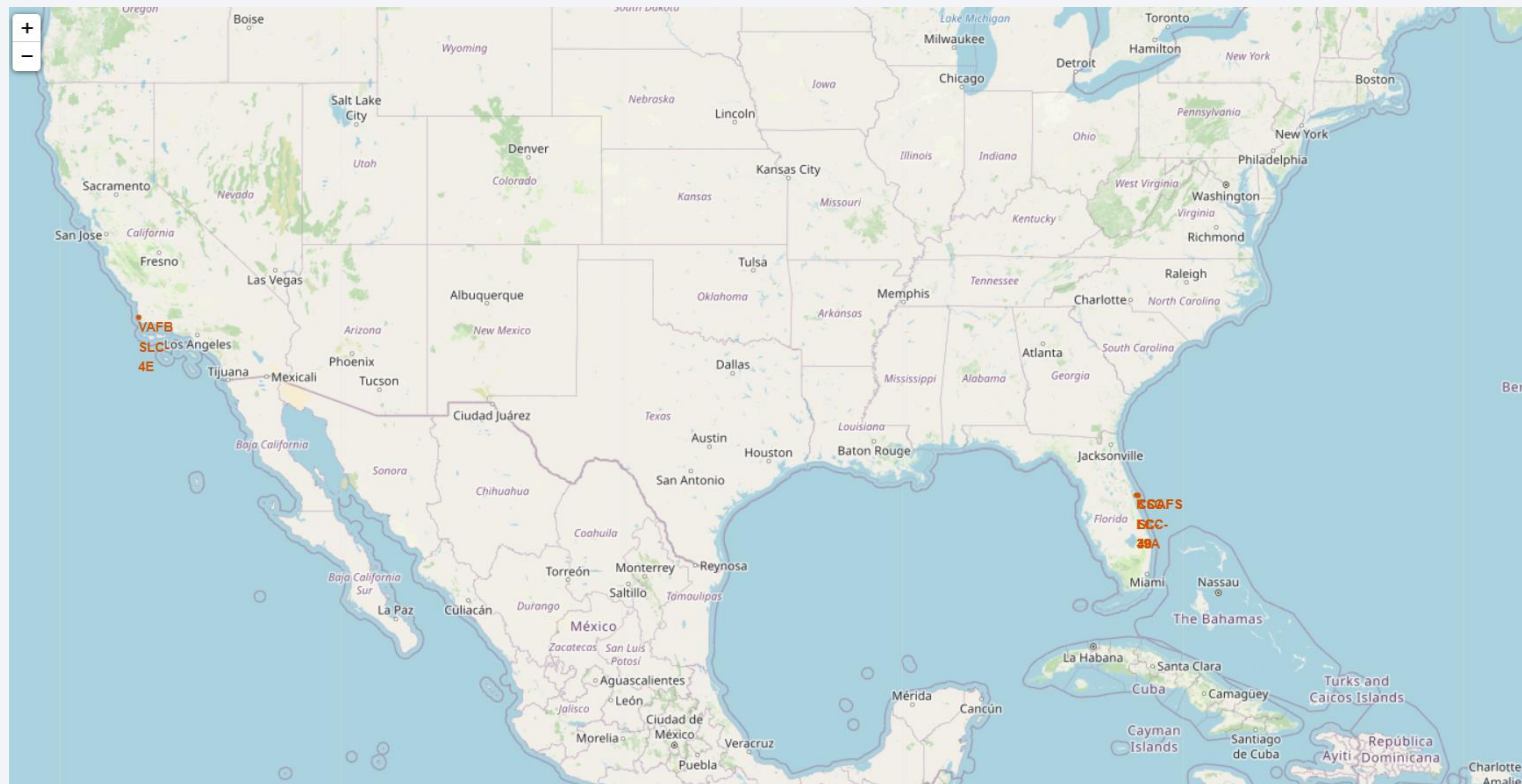 +
−
Oregon
Boise
South Dakota
Lake Michigan
Toronto
Wyoming
Milwaukee
Hamilton
New York
Detroit
Chicago
Boston
Salt Lake
City
Nebraska
Iowa
Lincoln
Pennsylvania
New York
Denver
Ohio
Philadelphia
Utah
Illinois
Indiana
Kansas City
Colorado
Sacramento
Nevada
Kansas
Missouri
West Virginia
Washington
Virginia
Kentucky
San Jose
California
Richmond
Fresno
Tulsa
Las Vegas
Raleigh
Tennessee
Albuquerque
Oklahoma
Memphis
Charlotte
North Carolina
Arkansas
VAFB
SLC-
4E
Los Angeles
Arizona
New Mexico
South Carolina
Atlanta
Phoenix
Dallas
Tijuana
Mexicali
Tucson
Mississippi
Alabama
Georgia
Ciudad Juárez
Texas
Louisiana
Austin
Baja California
Houston
Baton Rouge
Jacksonville
Sonora
San Antonio
Chihuahua
Florida
Coahuila
Torreón
Monterrey
Reynosa
Baja California
Sur
Saltillo
Tamaulipas
Miami
Nassau
La Paz
Culiacán
Durango
The Bahamas
México
Zacatecas
San Luis
Potosí
La Habana
Santa Clara
Aguascalientes
Cuba
Camagüey
Turks and
Caicos Islands
León
Mérida
Jalisco
Cancún
Ciudad de
México
Morelia
Veracruz
Cayman
Islands
Santiago
de Cuba
Puebla
Ayiti
República
Dominicana
Charlotte